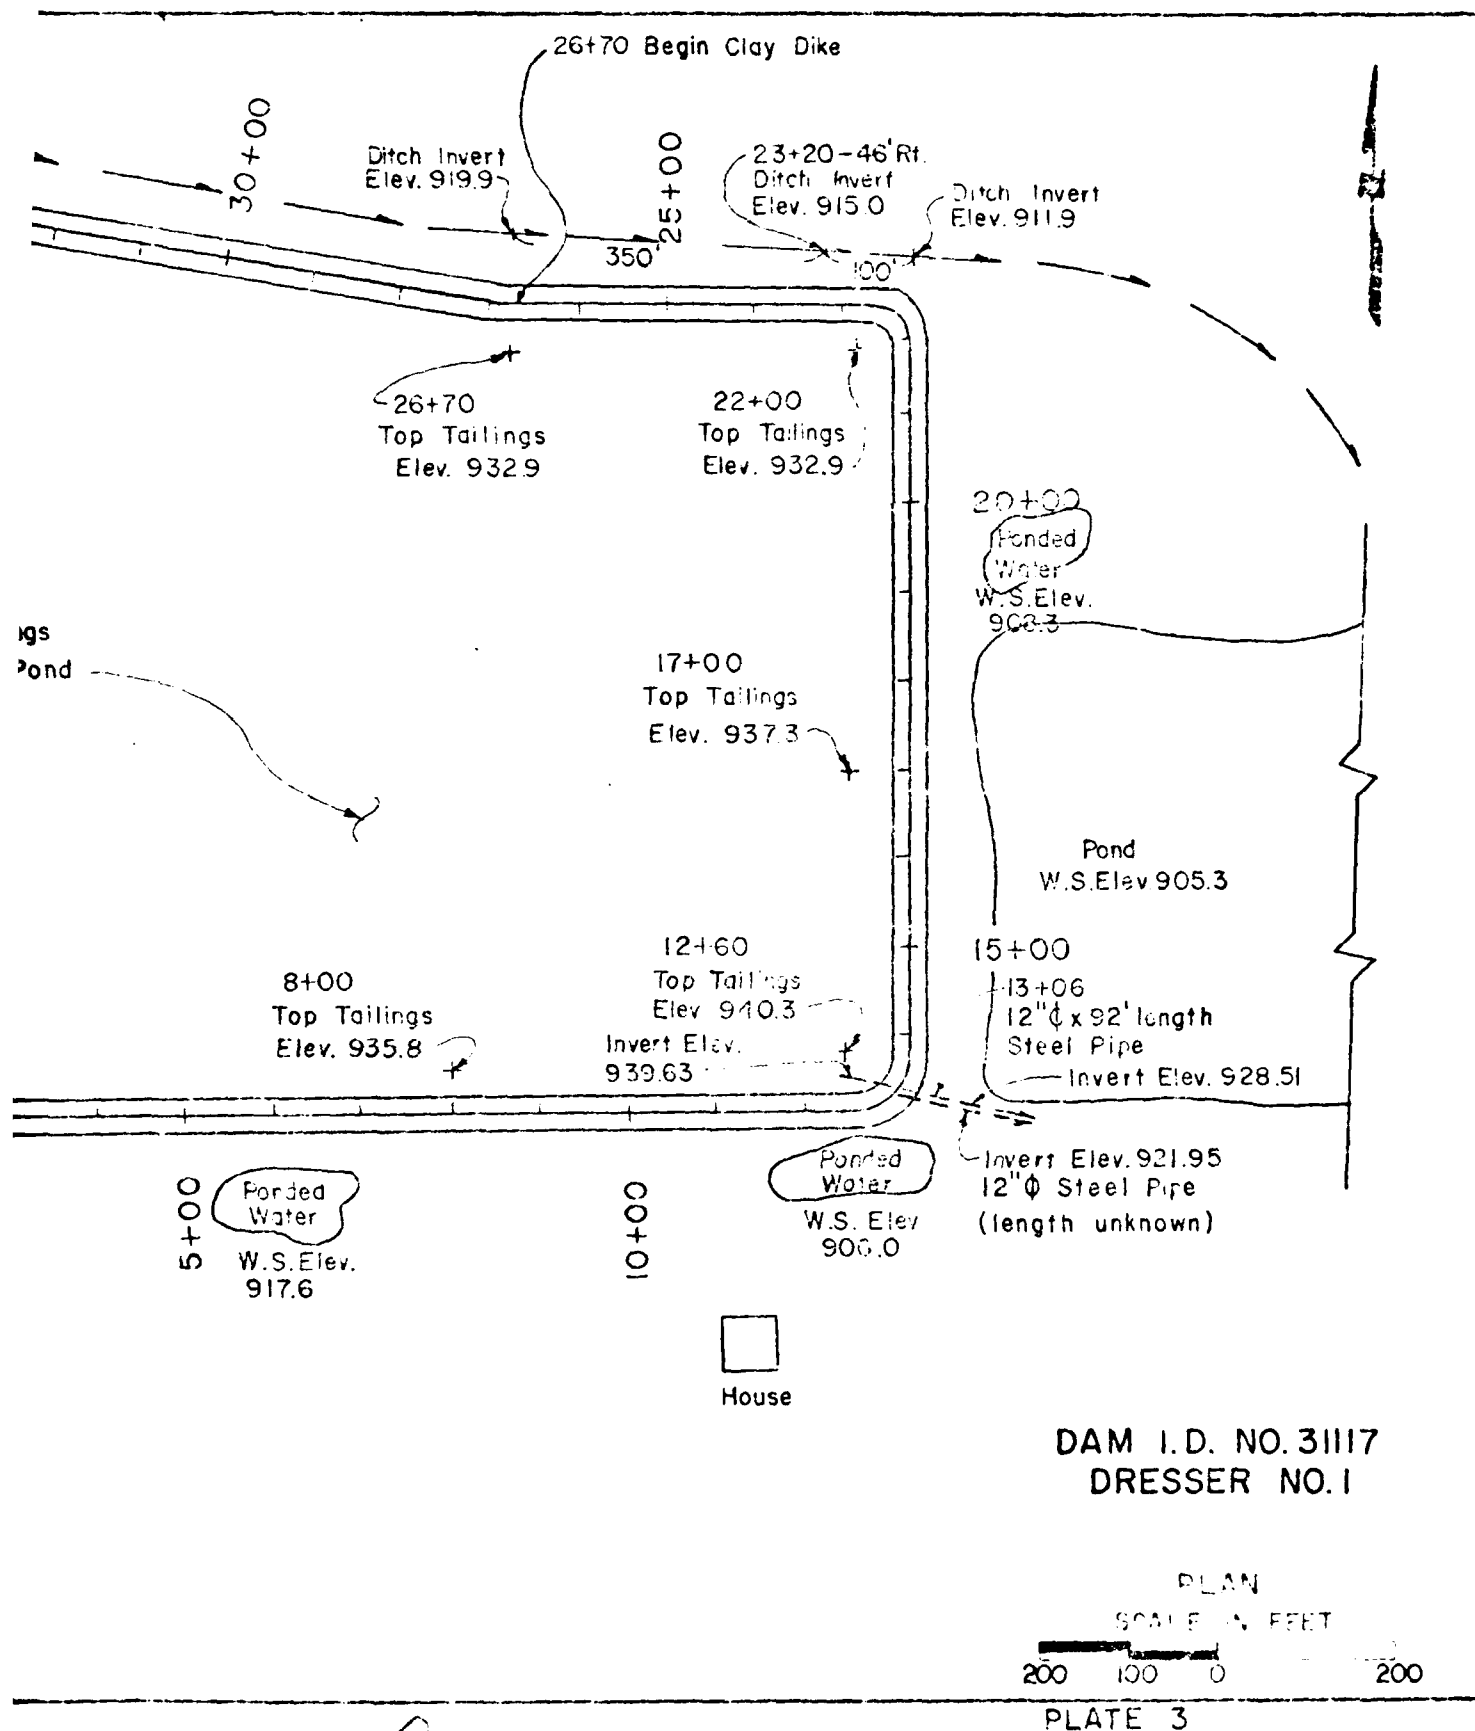 26+70 Begin Clay Dike
30+00
Ditch Invert
Elev. 919.9
25+00
23+20-46'Rt.
Ditch Invert
Elev. 915.0
Ditch Invert
Elev. 911.9
350'
100'
26+70
Top Tailings
Elev. 932.9
22+00
Top Tailings
Elev. 932.9
20+00
Ponded
Water
W.S.Elev.
gs
Pond
17+00
Top Tailings
Elev. 937.3
Pond
W.S.Elev 905.3
8+00
Top Tailings
Elev. 935.8
12+60
Top Tailings
Elev 940.3
Invert Elev.
939.63
15+00
13+06
12"ϕ x 92' length
Steel Pipe
Invert Elev. 928.51
Invert Elev. 921.95
12"ϕ Steel Pipe
(length unknown)
5+00
Ponded
Water
W.S.Elev.
917.6
10+00
Ponded
Water
W.S. Elev
House
DAM I.D. NO. 31117
DRESSER NO. 1
PLAN
SCALE IN FEET
200 100 0 200
PLATE 3